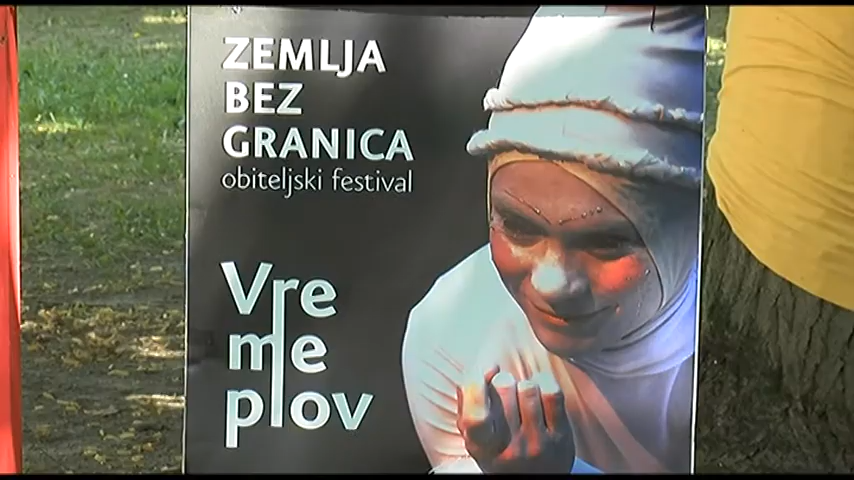 ZEMLJA
BEZ
GRANICA
obiteljski festival
Vre
me
plov